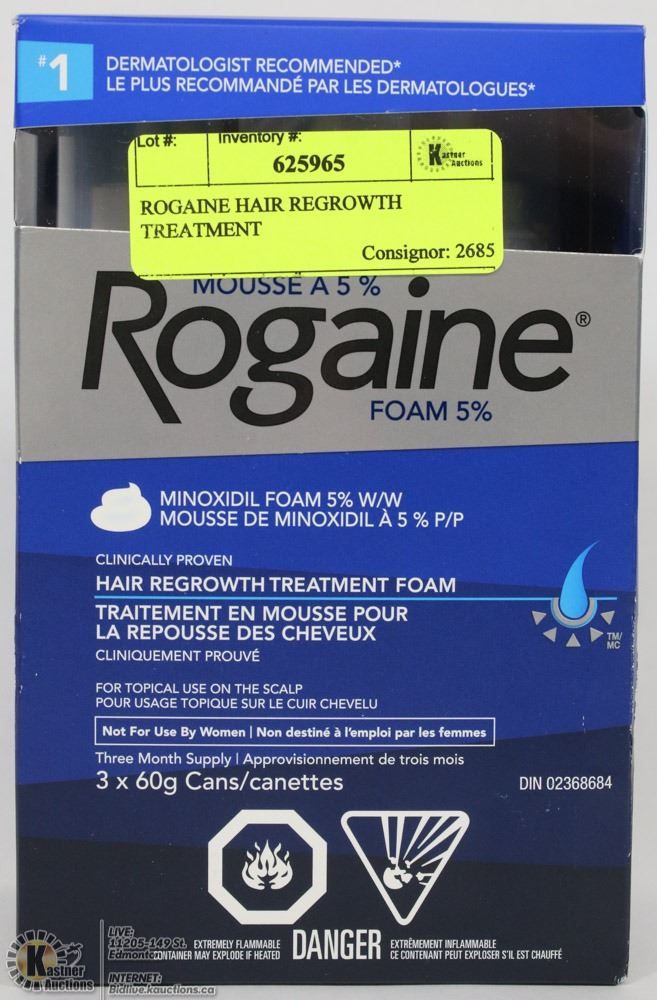 #1
DERMATOLOGIST RECOMMENDED*
LE PLUS RECOMMANDÉ PAR LES DERMATOLOGUES*
Lot #:
Inventory #:
625965
Kastner
Auctions
ROGAINE HAIR REGROWTH
TREATMENT
Consignor: 2685
MOUSSE À 5 %
Rogaine®
FOAM 5%
MINOXIDIL FOAM 5% W/W
MOUSSE DE MINOXIDIL À 5 % P/P
CLINICALLY PROVEN
HAIR REGROWTH TREATMENT FOAM
TRAITEMENT EN MOUSSE POUR
LA REPOUSSE DES CHEVEUX
CLINIQUEMENT PROUVÉ
TM/
MC
FOR TOPICAL USE ON THE SCALP
POUR USAGE TOPIQUE SUR LE CUIR CHEVELU
Not For Use By Women | Non destiné à l'emploi par les femmes
Three Month Supply | Approvisionnement de trois mois
3 x 60g Cans/canettes
DIN 02368684
EXTREMELY FLAMMABLE
CONTAINER MAY EXPLODE IF HEATED
DANGER
EXTRÊMEMENT INFLAMMABLE
CE CONTENANT PEUT EXPLOSER S'IL EST CHAUFFÉ
Kastner
Auctions
LIVE:
11205-149 St.
Edmonton
INTERNET:
Bidlive.kauctions.ca